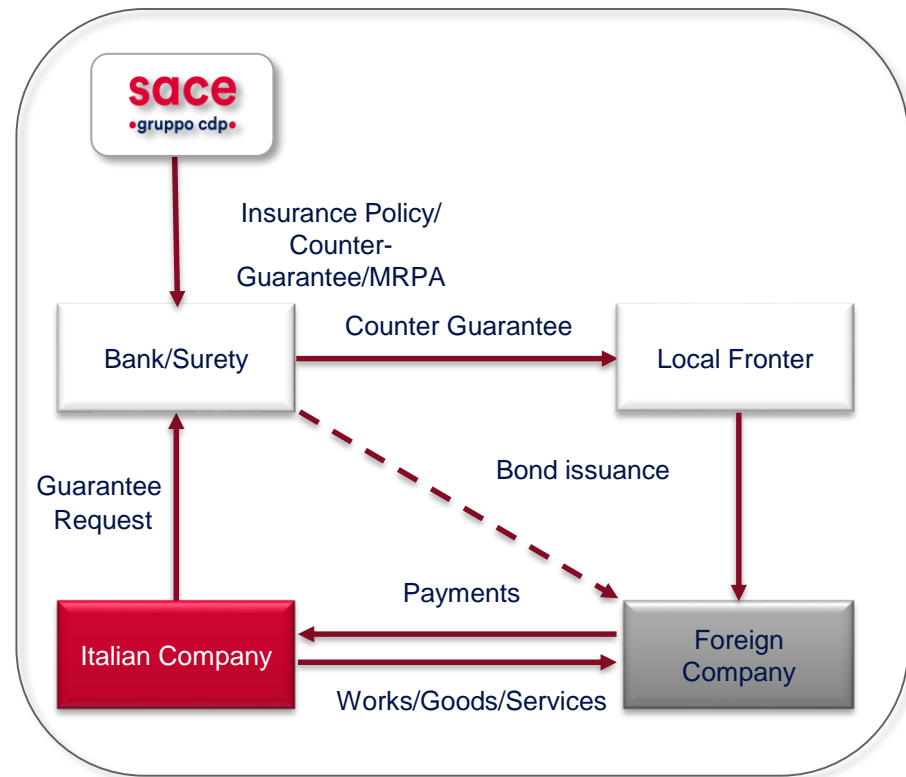 sace
•gruppo cdp•
Insurance Policy/
Counter-
Guarantee/MRPA
Counter Guarantee
Bank/Surety
Local Fronter
Bond issuance
Guarantee
Request
Payments
Italian Company
Foreign
Company
Works/Goods/Services